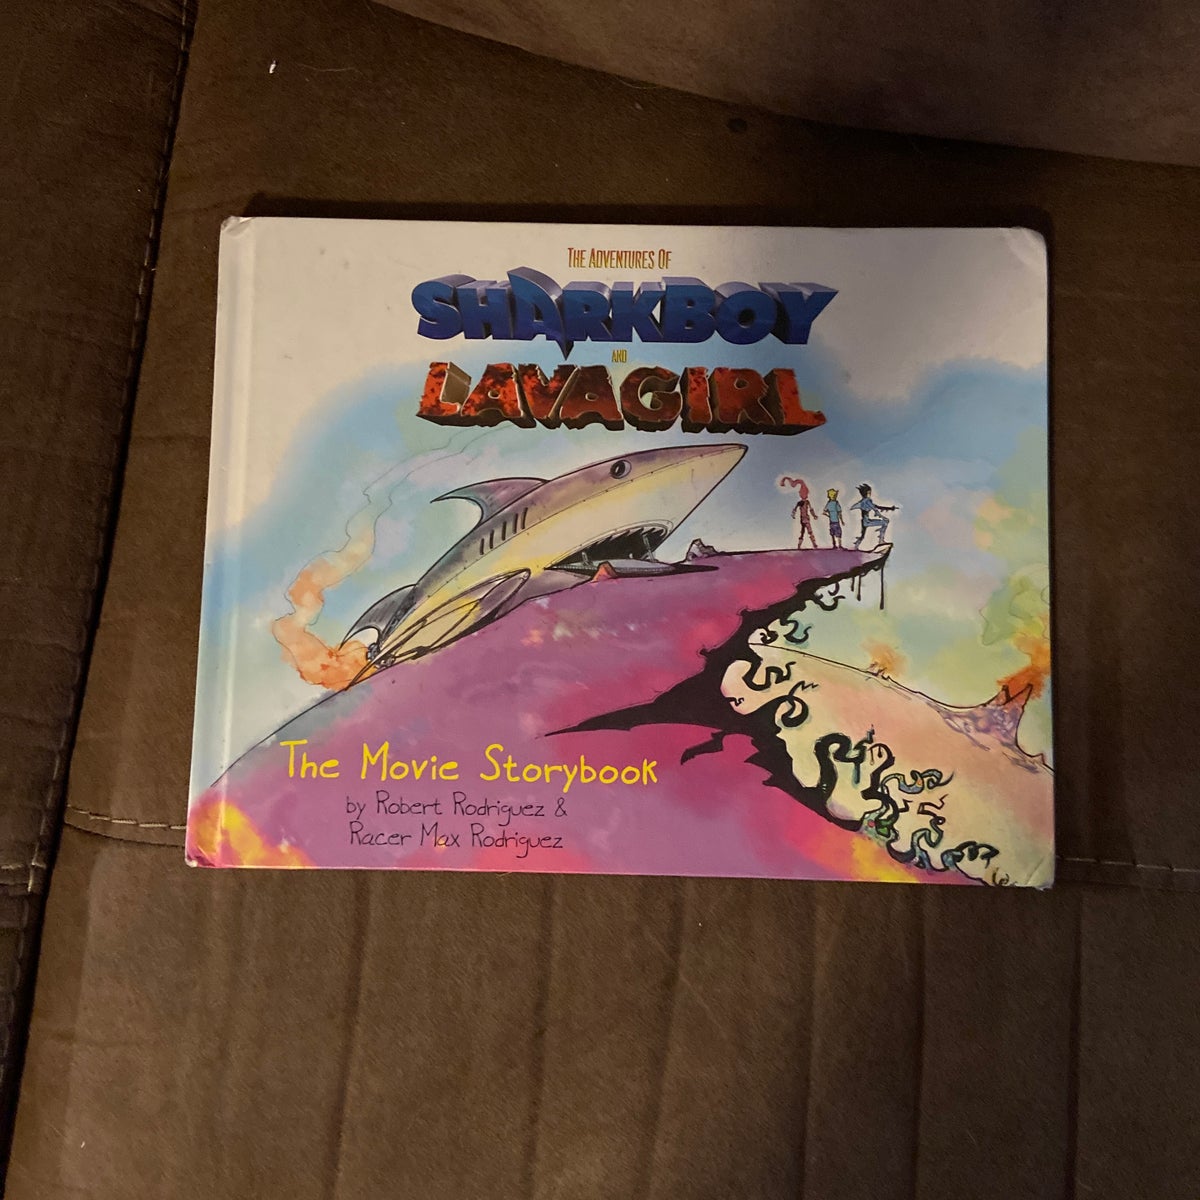 The Adventures Of
SHARKBOY
AND
LAVAGIRL
The Movie Storybook
by Robert Rodriguez &
Racer Max Rodriguez